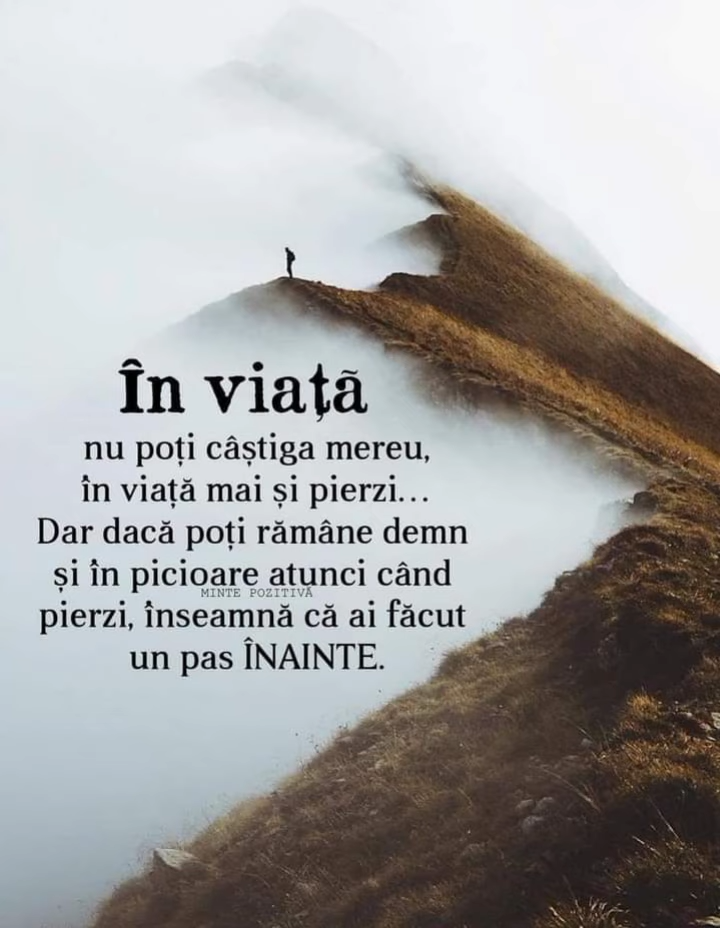 În viaţã
nu poți câștiga mereu,
în viață mai și pierzi...
Dar dacă poți rămâne demn
și în picioare atunci când
MINTE POZITIVĂ
pierzi, înseamnă că ai făcut
un pas ÎNAINTE.